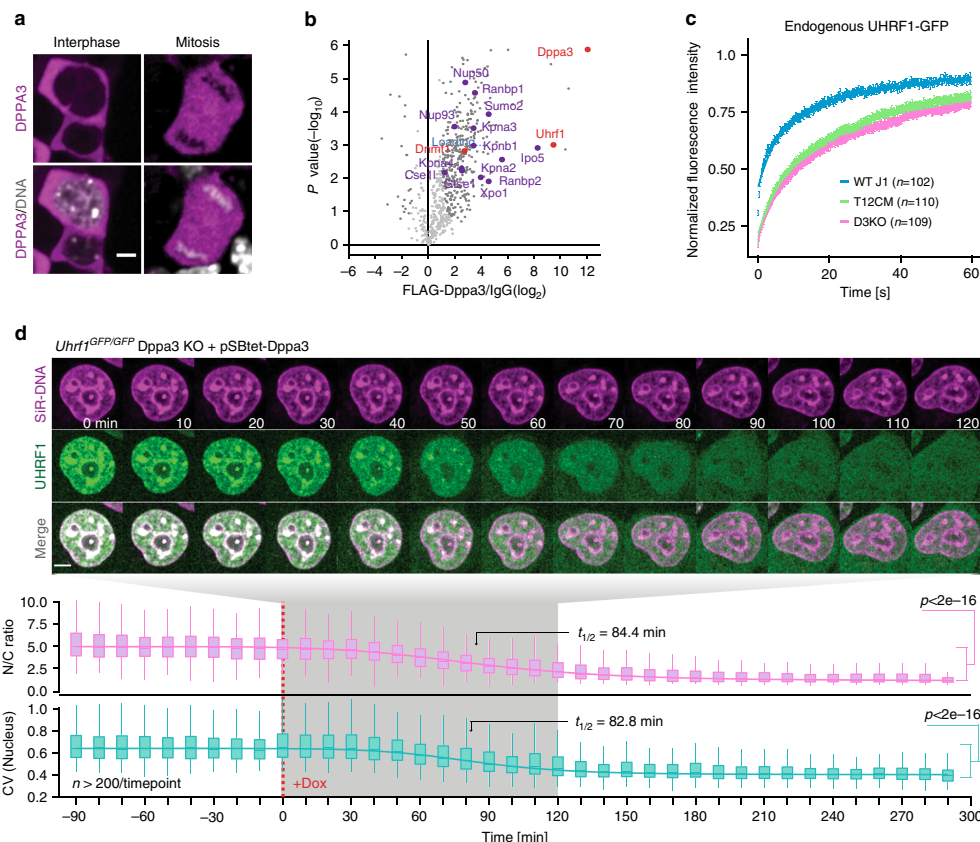 a
Interphase
Mitosis
DPPA3
DPPA3/DNA
b
P value(–log10)
6
5
4
3
2
1
0
Dppa3
Nup50
Ranbp1
Sumo2
Nup93
Kpna3
Uhrf1
Dnmt1
Kpnb1
Ipo5
Kpna4
Kpna2
Cse1l
Ranbp2
Xpo1
–6
–4
–2
0
2
4
6
8
10
12
FLAG-Dppa3/IgG(log2)
c
Endogenous UHRF1-GFP
Normalized fluorescence intensity
1.0
0.75
0.50
0.25
WT J1 (n=102)
T12CM (n=110)
D3KO (n=109)
0
20
40
60
Time [s]
d
Uhrf1GFP/GFP Dppa3 KO + pSBtet-Dppa3
SiR-DNA
0 min 10 20 30 40 50 60 70 80 90 100 110 120
UHRF1
Merge
N/C ratio
10.0
7.5
5.0
2.5
0.0
t1/2 = 84.4 min
p<2e–16
CV (Nucleus)
1.0
0.8
0.6
0.4
0.2
t1/2 = 82.8 min
p<2e–16
n > 200/timepoint
+Dox
–90 –60 –30 0 30 60 90 120 150 180 210 240 270 300
Time [min]